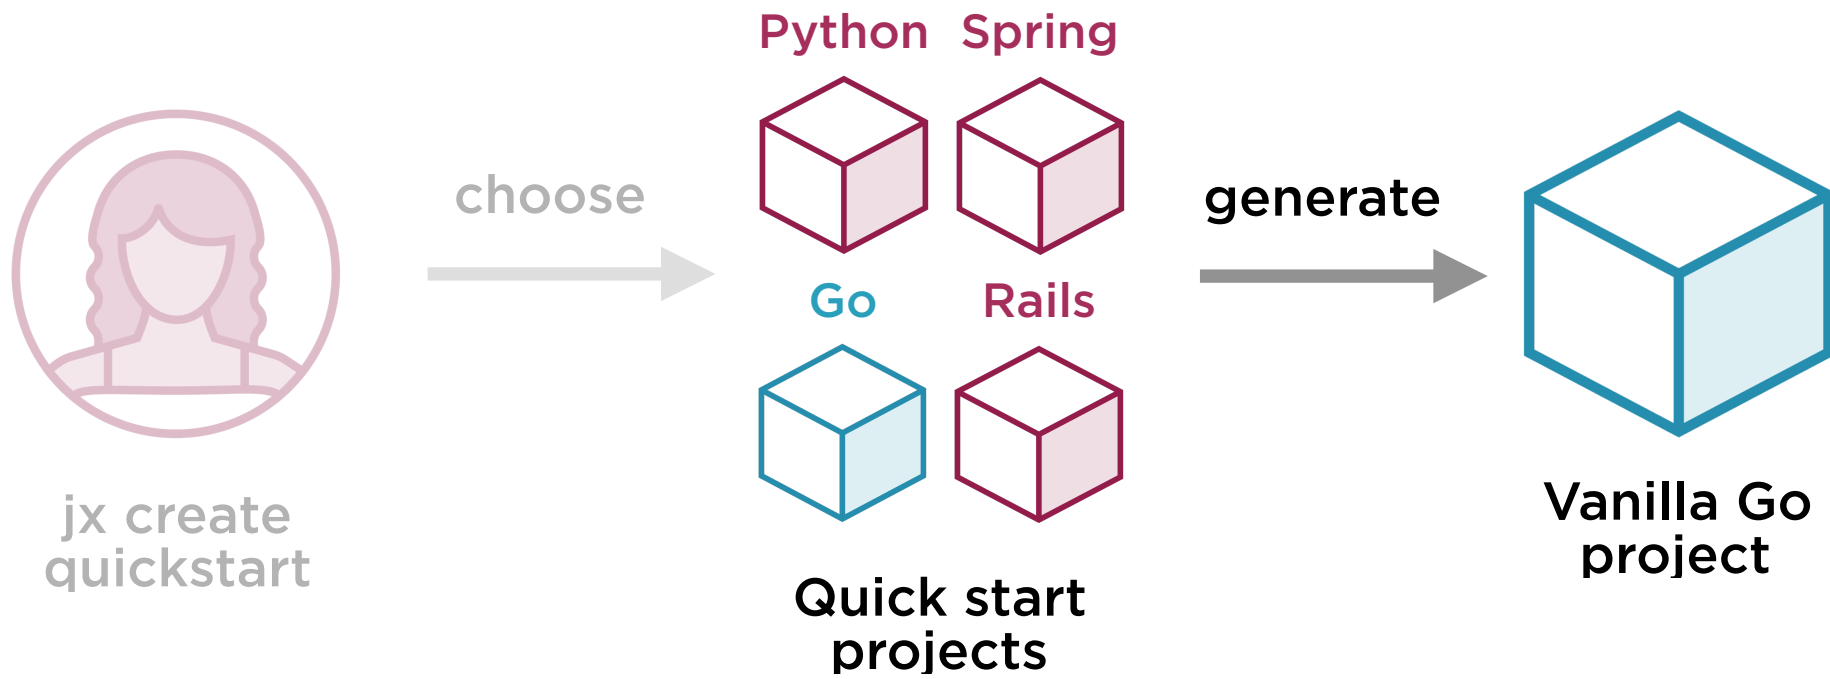 Python Spring
choose
generate
Go Rails
jx create
quickstart
Quick start
projects
Vanilla Go
project